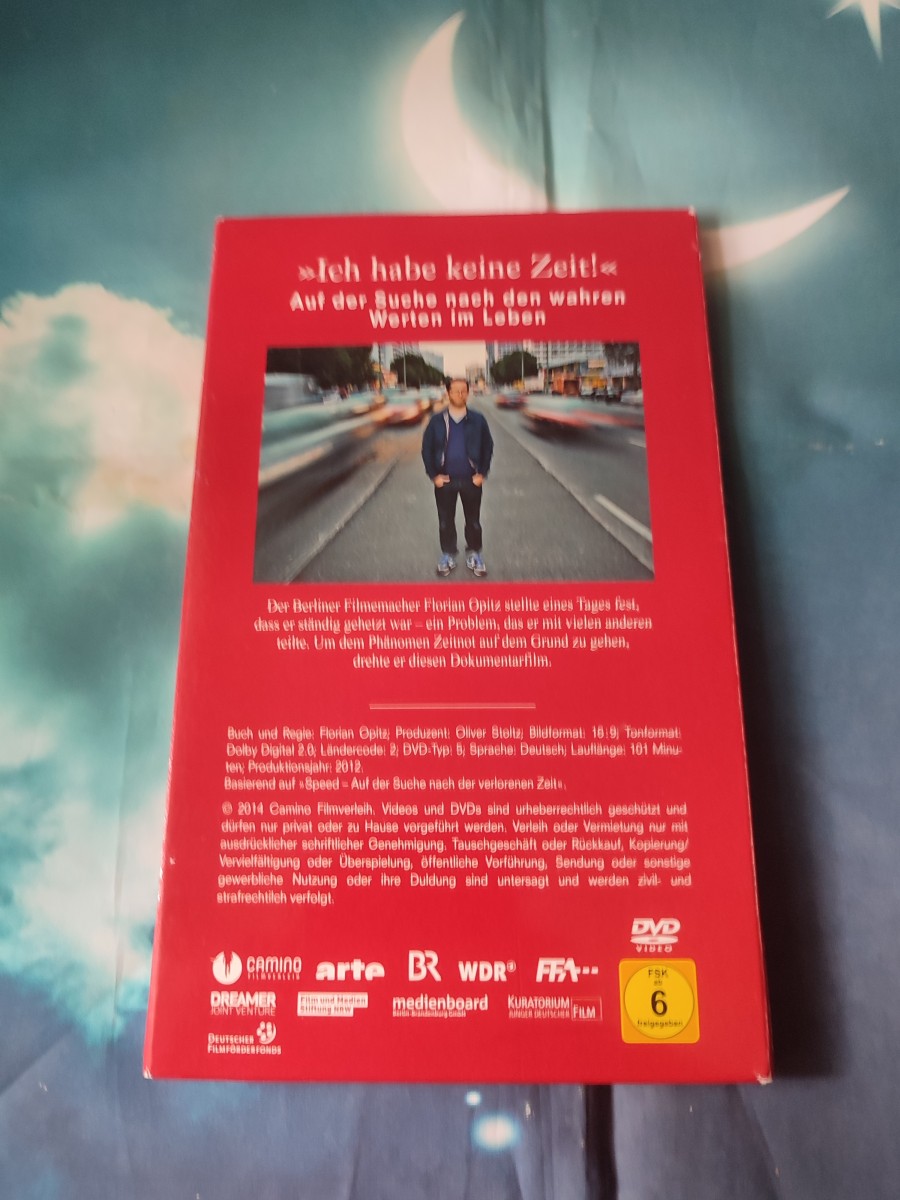 »Ich habe keine Zeit!«
Auf der Suche nach den wahren
Werten im Leben
Der Berliner Filmemacher Florian Opitz stellte eines Tages fest,
dass er ständig gehetzt war – ein Problem, das er mit vielen anderen
teilte. Um dem Phänomen Zeitnot auf dem Grund zu gehen,
drehte er diesen Dokumentarfilm.
Buch und Regie: Florian Opitz; Produzent: Oliver Stoltz; Bildformat: 16:9; Tonformat:
Dolby Digital 2.0; Ländercode: 2; DVD-Typ: 5; Sprache: Deutsch; Lauflänge: 101 Minu-
ten; Produktionsjahr: 2012.
Basierend auf »Speed – Auf der Suche nach der verlorenen Zeit«.
© 2014 Camino Filmverleih. Videos und DVDs sind urheberrechtlich geschützt und
dürfen nur privat oder zu Hause vorgeführt werden. Verleih oder Vermietung nur mit
ausdrücklicher schriftlicher Genehmigung. Tauschgeschäft oder Rückkauf, Kopierung/
Vervielfältigung oder Überspielung, öffentliche Vorführung, Sendung oder sonstige
gewerbliche Nutzung oder ihre Duldung sind untersagt und werden zivil- und
strafrechtlich verfolgt.
DVD
VIDEO
CAMINO
FILMVERLEIH
arte
BR
WDR
FFA
DREAMER
JOINT VENTURE
Film und Medien
Stiftung NRW
medienboard
Berlin-Brandenburg GmbH
KURATORIUM
JUNGER DEUTSCHER FILM
DEUTSCHER
FILMFÖRDERFONDS
FSK
ab
6
freigegeben